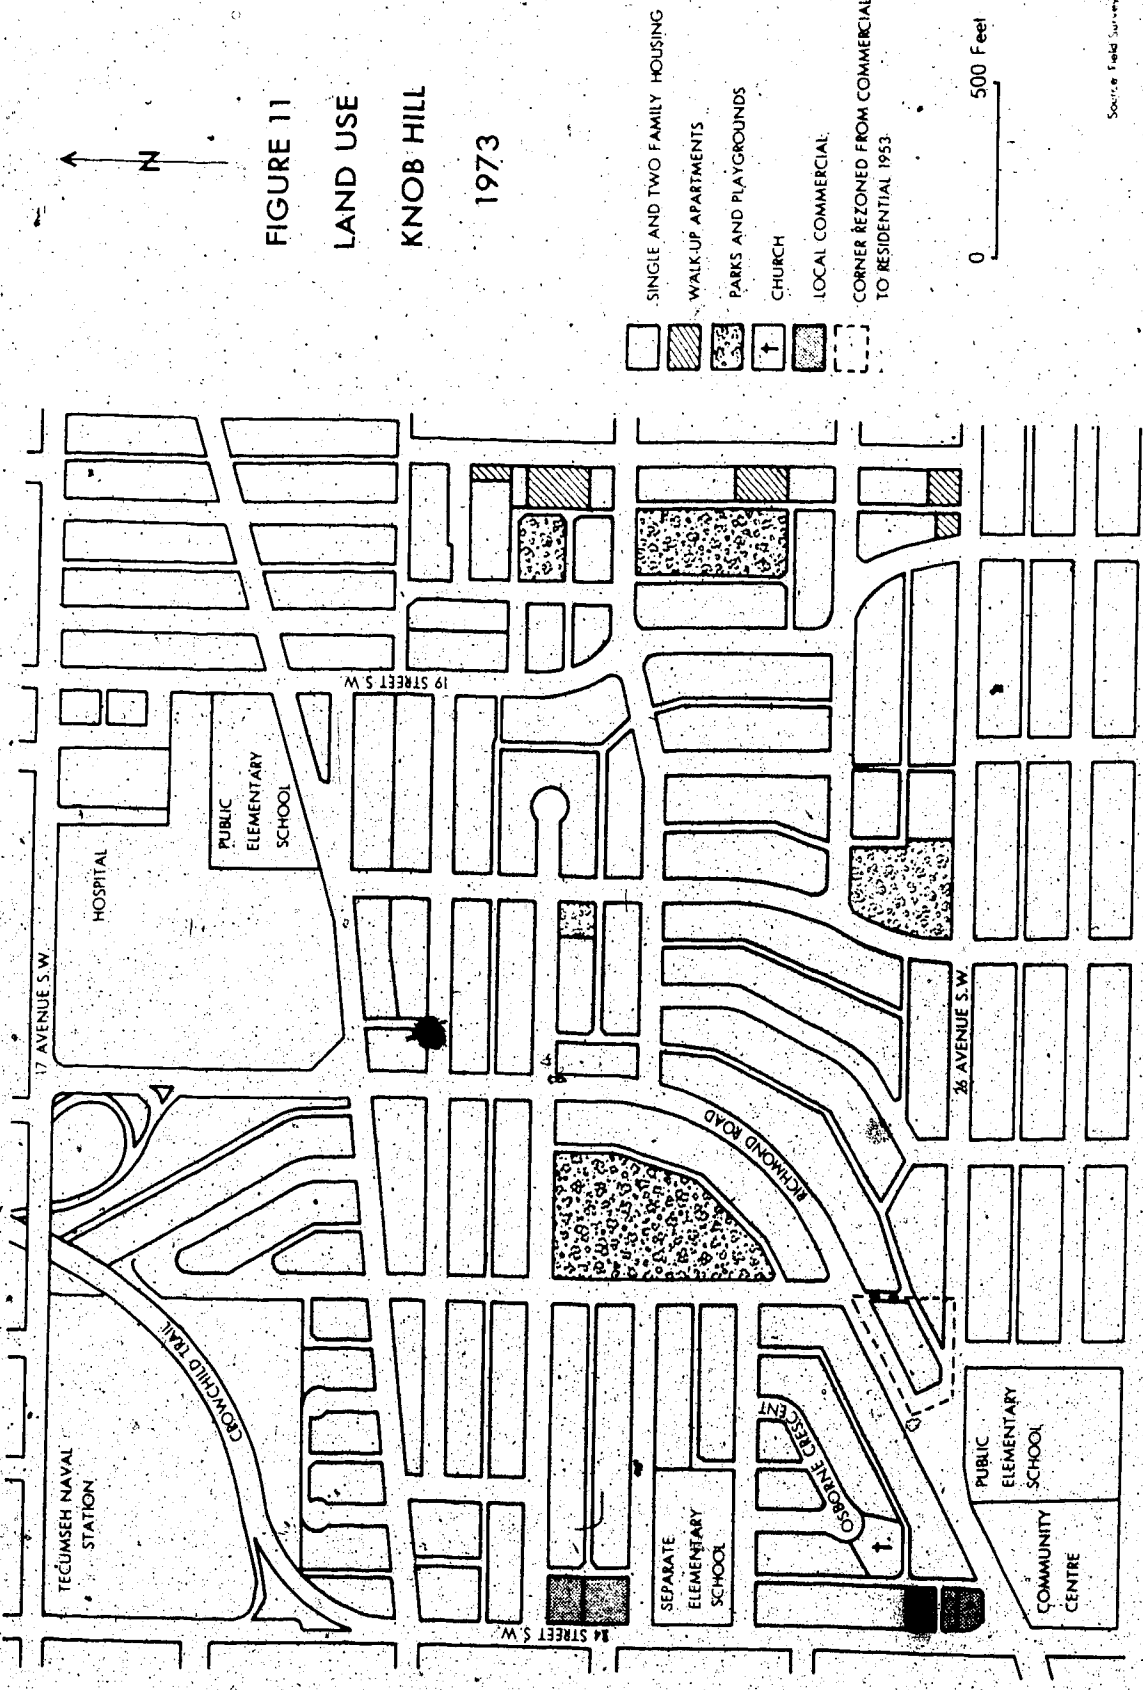 N
FIGURE 11
LAND USE
KNOB HILL
1973
SINGLE AND TWO FAMILY HOUSING
WALK-UP APARTMENTS
PARKS AND PLAYGROUNDS
CHURCH
LOCAL COMMERCIAL
CORNER REZONED FROM COMMERCIAL
TO RESIDENTIAL 1953
0 500 Feet
Source: Field Survey
17 AVENUE S.W.
TECUMSEH NAVAL
STATION
CROWCHILD TRAIL
HOSPITAL
PUBLIC
ELEMENTARY
SCHOOL
19 STREET S.W.
24 STREET S.W.
SEPARATE
ELEMENTARY
SCHOOL
OSBORNE CRESCENT
RICHMOND ROAD
26 AVENUE S.W.
PUBLIC
ELEMENTARY
SCHOOL
COMMUNITY
CENTRE